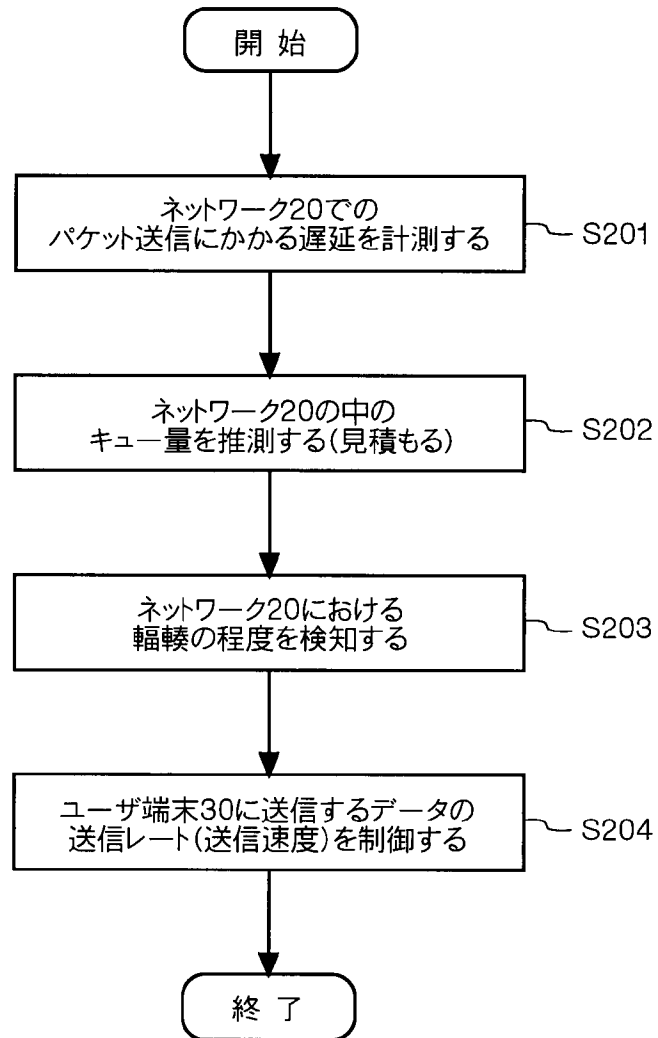 開 始
ネットワーク20での
パケット送信にかかる遅延を計測する
S201
ネットワーク20の中の
キュー量を推測する(見積もる)
S202
ネットワーク20における
輻輳の程度を検知する
S203
ユーザ端末30に送信するデータの
送信レート(送信速度)を制御する
S204
終 了